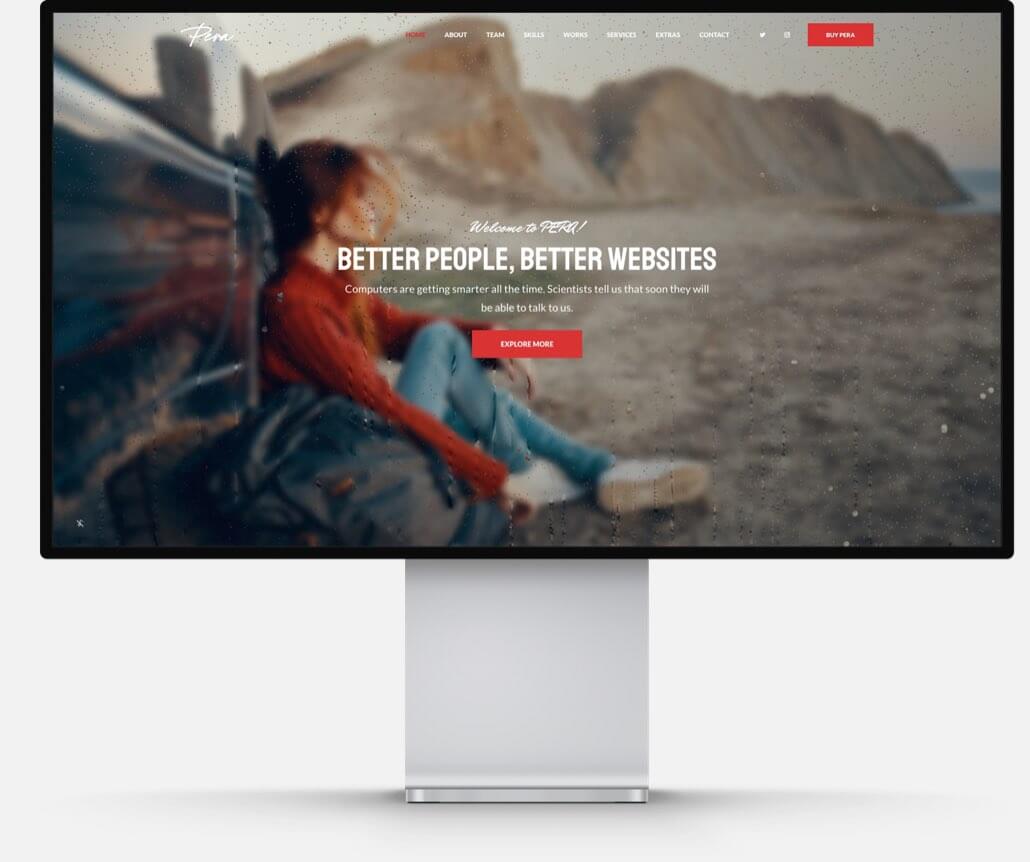 Pera
HOME ABOUT TEAM SKILLS WORKS SERVICES EXTRAS CONTACT BUY PERA
Welcome to PERA!
BETTER PEOPLE, BETTER WEBSITES
Computers are getting smarter all the time. Scientists tell us that soon they will
be able to talk to us.
EXPLORE MORE